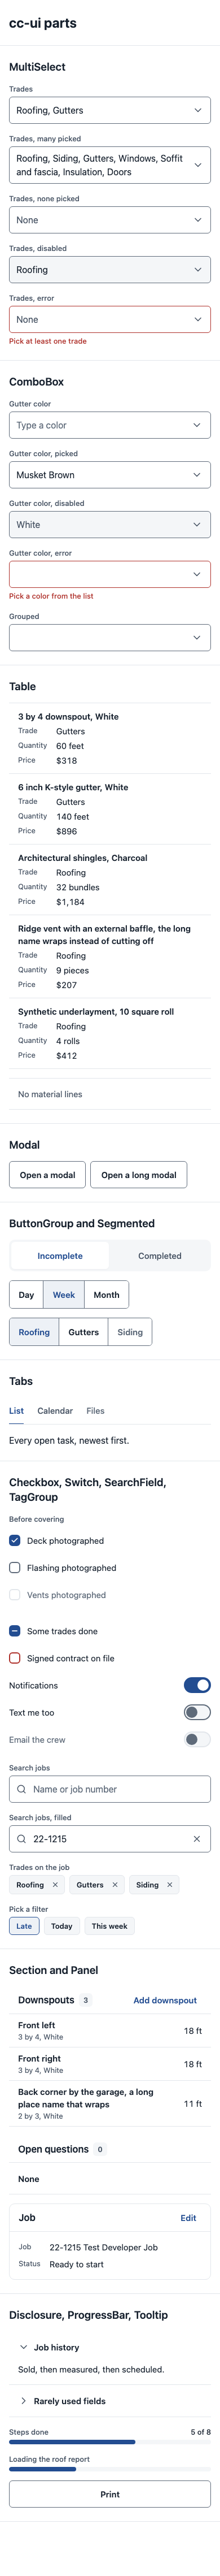 cc-ui parts
MultiSelect
Trades
Roofing, Gutters
Trades, many picked
Roofing, Siding, Gutters, Windows, Soffit
and fascia, Insulation, Doors
Trades, none picked
None
Trades, disabled
Roofing
Trades, error
None
Pick at least one trade
ComboBox
Gutter color
Type a color
Gutter color, picked
Musket Brown
Gutter color, disabled
White
Gutter color, error
Pick a color from the list
Grouped
Table
3 by 4 downspout, White
Trade Gutters
Quantity 60 feet
Price $318
6 inch K-style gutter, White
Trade Gutters
Quantity 140 feet
Price $896
Architectural shingles, Charcoal
Trade Roofing
Quantity 32 bundles
Price $1,184
Ridge vent with an external baffle, the long
name wraps instead of cutting off
Trade Roofing
Quantity 9 pieces
Price $207
Synthetic underlayment, 10 square roll
Trade Roofing
Quantity 4 rolls
Price $412
No material lines
Modal
Open a modal Open a long modal
ButtonGroup and Segmented
Incomplete Completed
Day Week Month
Roofing Gutters Siding
Tabs
List Calendar Files
Every open task, newest first.
Checkbox, Switch, SearchField,
TagGroup
Before covering
Deck photographed
Flashing photographed
Vents photographed
Some trades done
Signed contract on file
Notifications
Text me too
Email the crew
Search jobs
Name or job number
Search jobs, filled
22-1215
Trades on the job
Roofing Gutters Siding
Pick a filter
Late Today This week
Section and Panel
Downspouts 3 Add downspout
Front left
3 by 4, White
18 ft
Front right
3 by 4, White
18 ft
Back corner by the garage, a long
place name that wraps
2 by 3, White
11 ft
Open questions 0
None
Job Edit
Job 22-1215 Test Developer Job
Status Ready to start
Disclosure, ProgressBar, Tooltip
Job history
Sold, then measured, then scheduled.
Rarely used fields
Steps done 5 of 8
Loading the roof report
Print